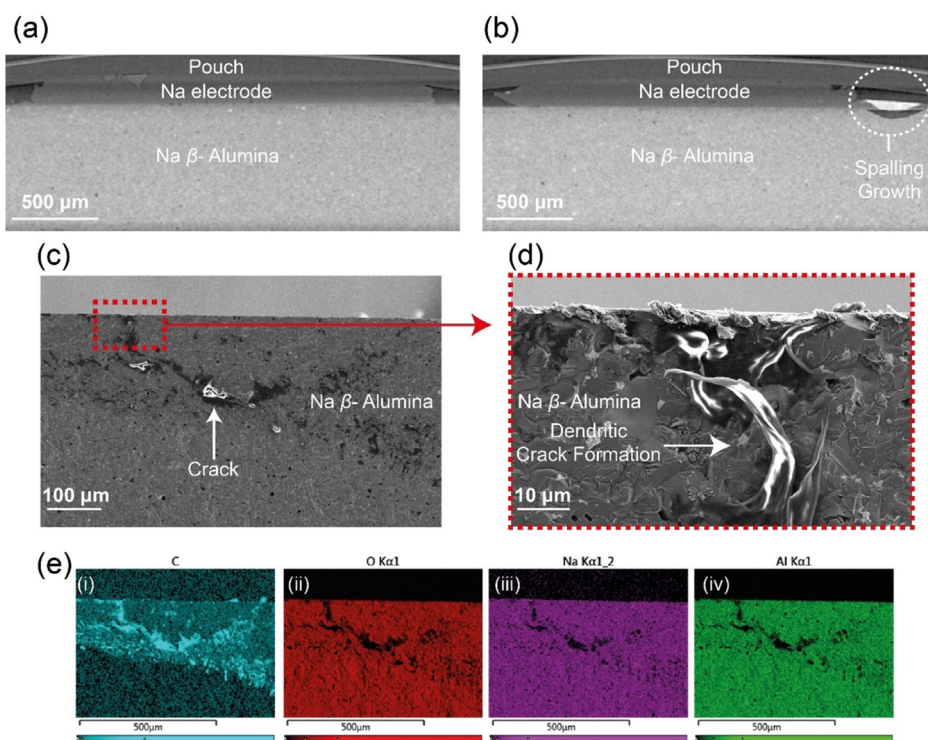 (a)
Pouch
Na electrode
Na β- Alumina
500 µm
(b)
Pouch
Na electrode
Na β- Alumina
500 µm
Spalling
Growth
(c)
Na β- Alumina
Crack
100 µm
(d)
Na β- Alumina
Dendritic
Crack Formation
10 µm
(e)
C
(i)
500µm
O Kα1
(ii)
500µm
Na Kα1_2
(iii)
500µm
Al Kα1
(iv)
500µm